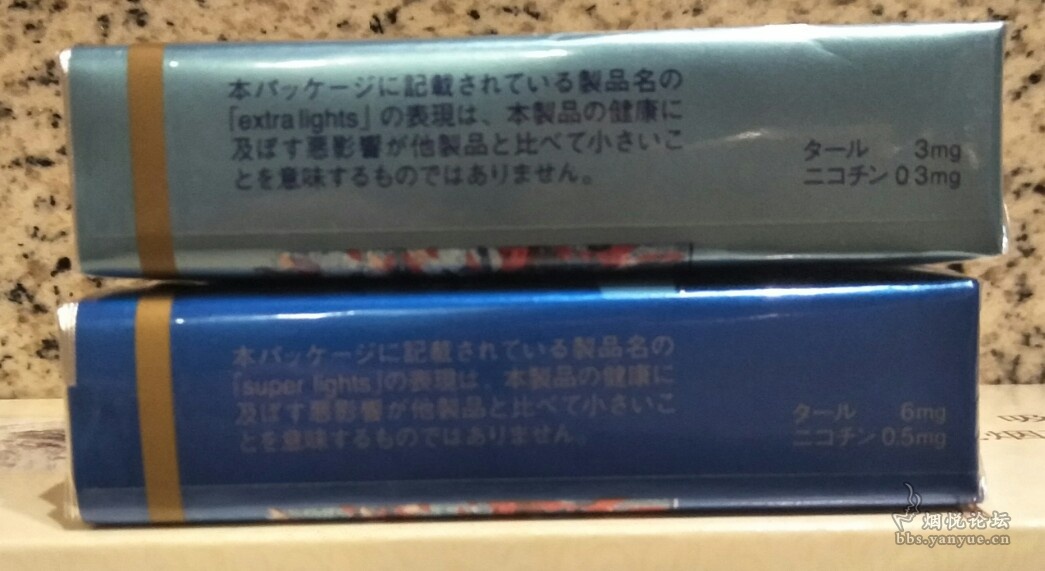 本パッケージに記載されている製品名の
「extra lights」の表現は、本製品の健康に
及ぼす悪影響が他製品と比べて小さいこ
とを意味するものではありません。
タール 3mg
ニコチン 0.3mg
本パッケージに記載されている製品名の
「super lights」の表現は、本製品の健康に
及ぼす悪影響が他製品と比べて小さいこ
とを意味するものではありません。
タール 6mg
ニコチン 0.5mg
烟悦论坛
bbs.yanyue.cn